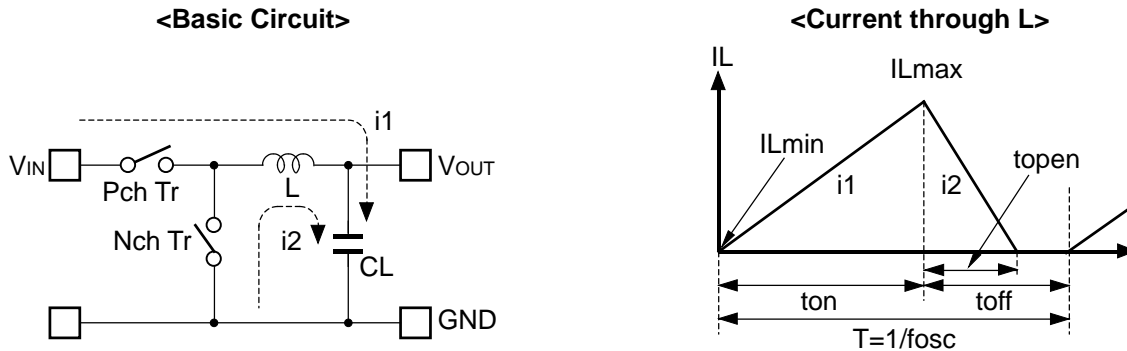 <Basic Circuit>
i1
VIN
Pch Tr
L
VOUT
Nch Tr
i2
CL
GND
<Current through L>
IL
ILmax
ILmin
topen
i1
i2
ton
toff
T=1/fosc